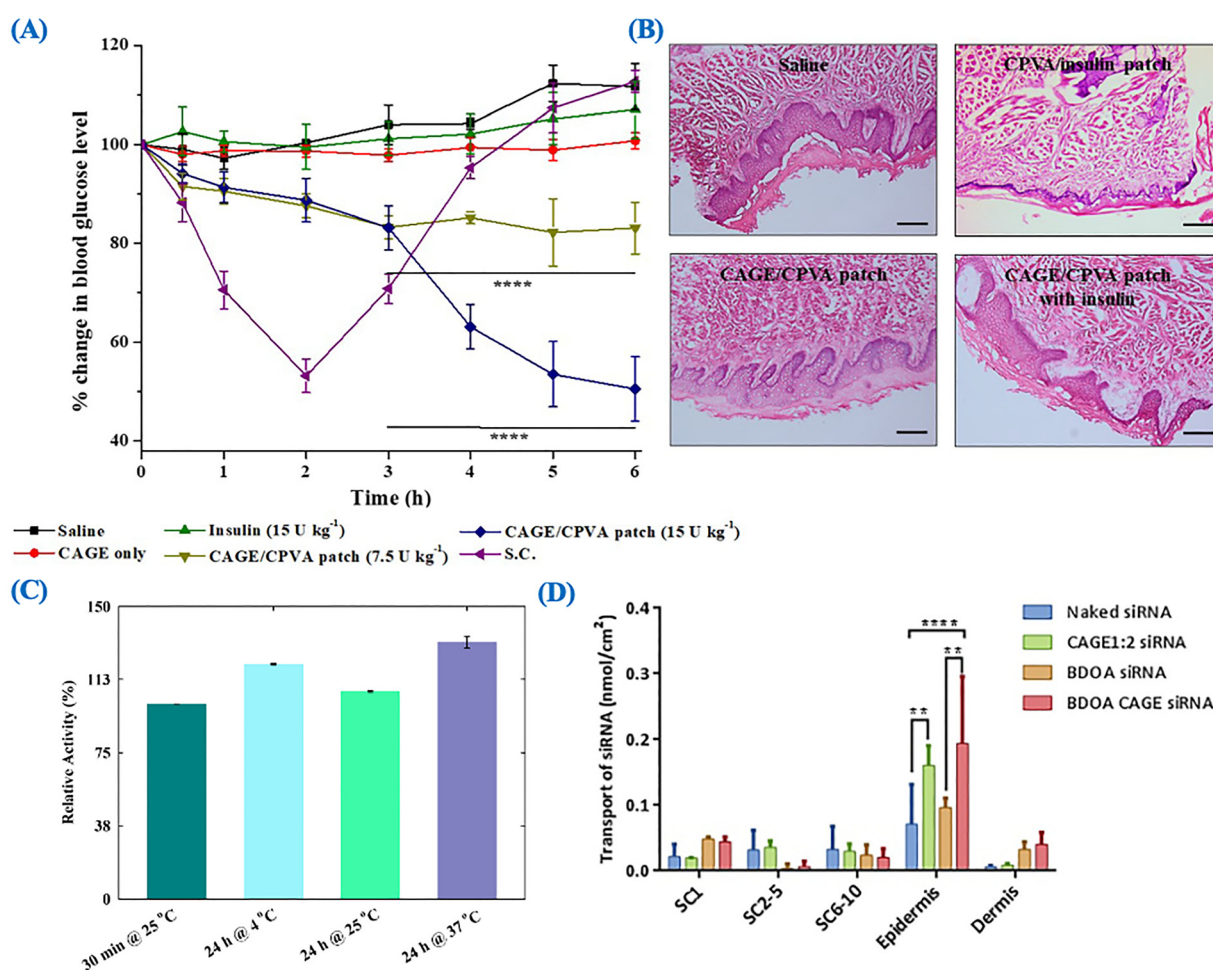 (A)
120
100
80
60
40
% change in blood glucose level
****
****
0 1 2 3 4 5 6
Time (h)
Saline
Insulin (15 U kg⁻¹)
CAGE/CPVA patch (15 U kg⁻¹)
CAGE only
CAGE/CPVA patch (7.5 U kg⁻¹)
S.C.
(B)
Saline
CPVA/insulin patch
CAGE/CPVA patch
CAGE/CPVA patch
with insulin
(C)
150
113
75
38
0
Relative Activity (%)
30 min @ 25 °C
24 h @ 4 °C
24 h @ 25 °C
24 h @ 37 °C
(D)
0.4
0.3
0.2
0.1
0.0
Transport of siRNA (nmol/cm²)
****
**
**
Naked siRNA
CAGE1:2 siRNA
BDOA siRNA
BDOA CAGE siRNA
SC1
SC2-5
SC6-10
Epidermis
Dermis